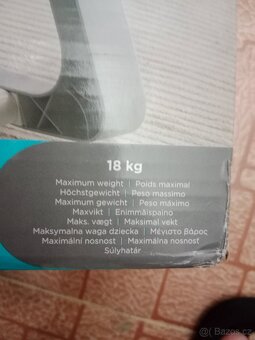 18 kg
Maximum weight | Poids maximal
Höchstgewicht | Peso massimo
Maximum gewicht | Peso máximo
Maxvikt | Enimmäispaino
Maks. vægt | Maksimal vekt
Maksymalna waga dziecka | Μέγιστο βάρος
Maximální nosnost | Maximálna nosnosť
Súlyhatár
Bazos.cz